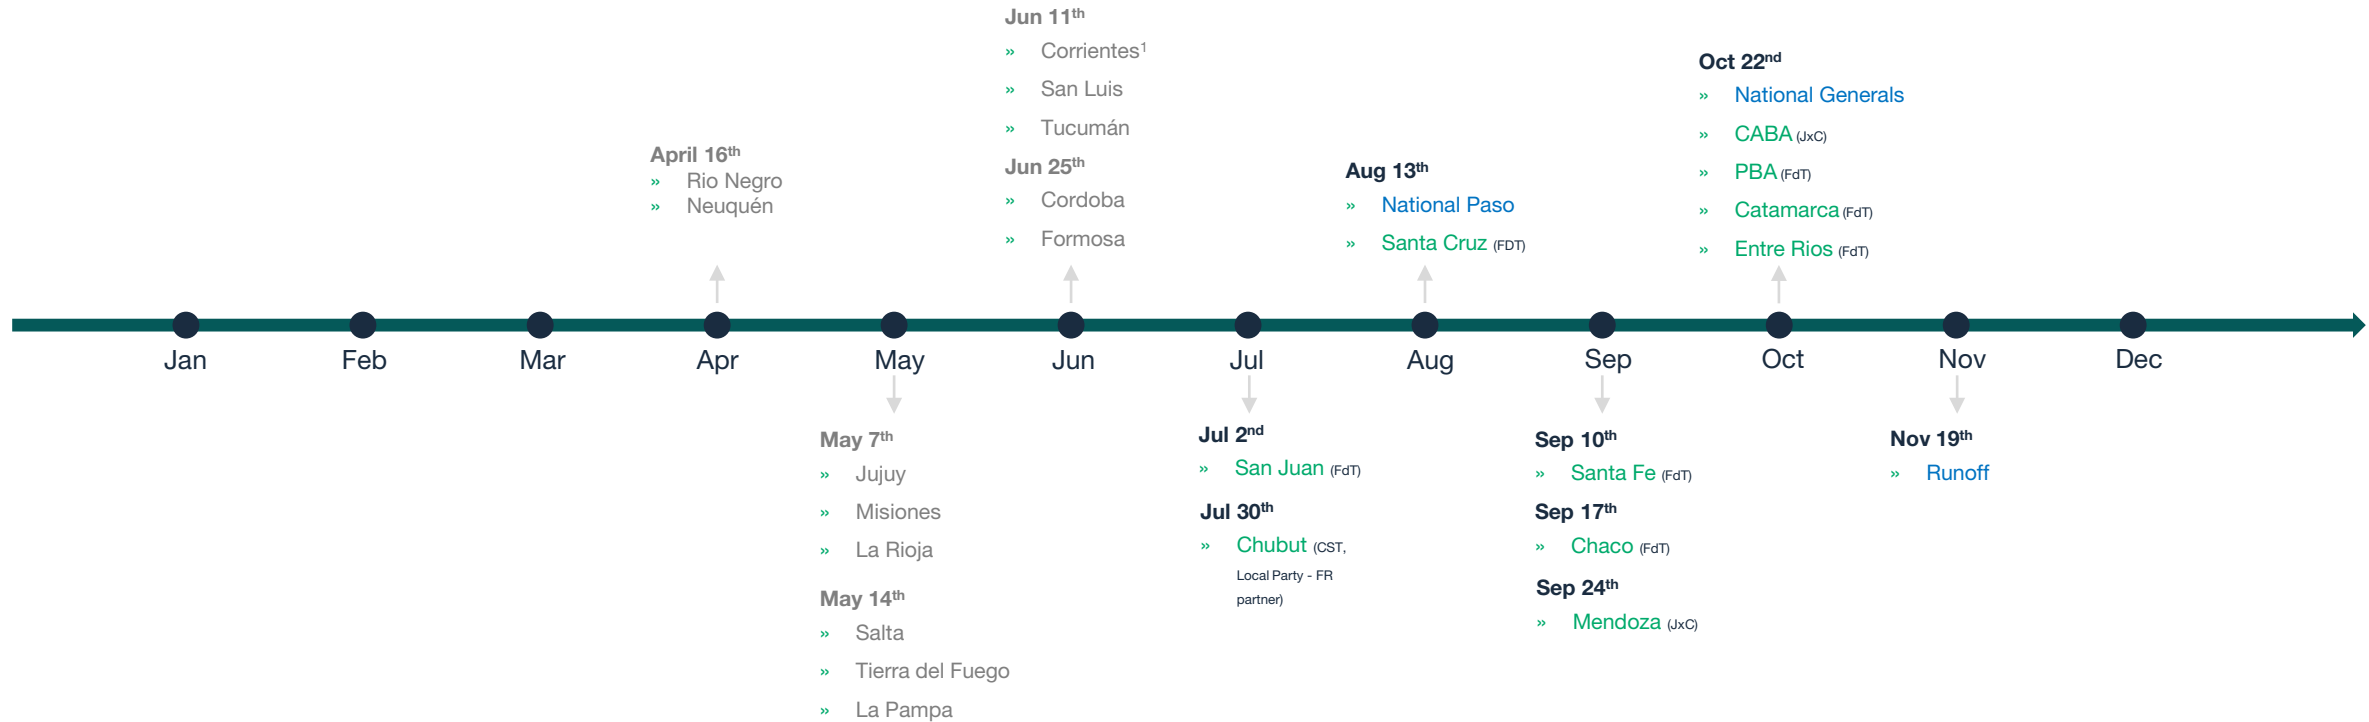 Jun 11th
» Corrientes1
» San Luis
» Tucumán
Jun 25th
» Cordoba
» Formosa
April 16th
» Rio Negro
» Neuquén
Aug 13th
» National Paso
» Santa Cruz (FDT)
Oct 22nd
» National Generals
» CABA (JxC)
» PBA (FdT)
» Catamarca (FdT)
» Entre Rios (FdT)
Jan Feb Mar Apr May Jun Jul Aug Sep Oct Nov Dec
May 7th
» Jujuy
» Misiones
» La Rioja
May 14th
» Salta
» Tierra del Fuego
» La Pampa
Jul 2nd
» San Juan (FdT)
Jul 30th
» Chubut (CST,
Local Party - FR
partner)
Sep 10th
» Santa Fe (FdT)
Sep 17th
» Chaco (FdT)
Sep 24th
» Mendoza (JxC)
Nov 19th
» Runoff